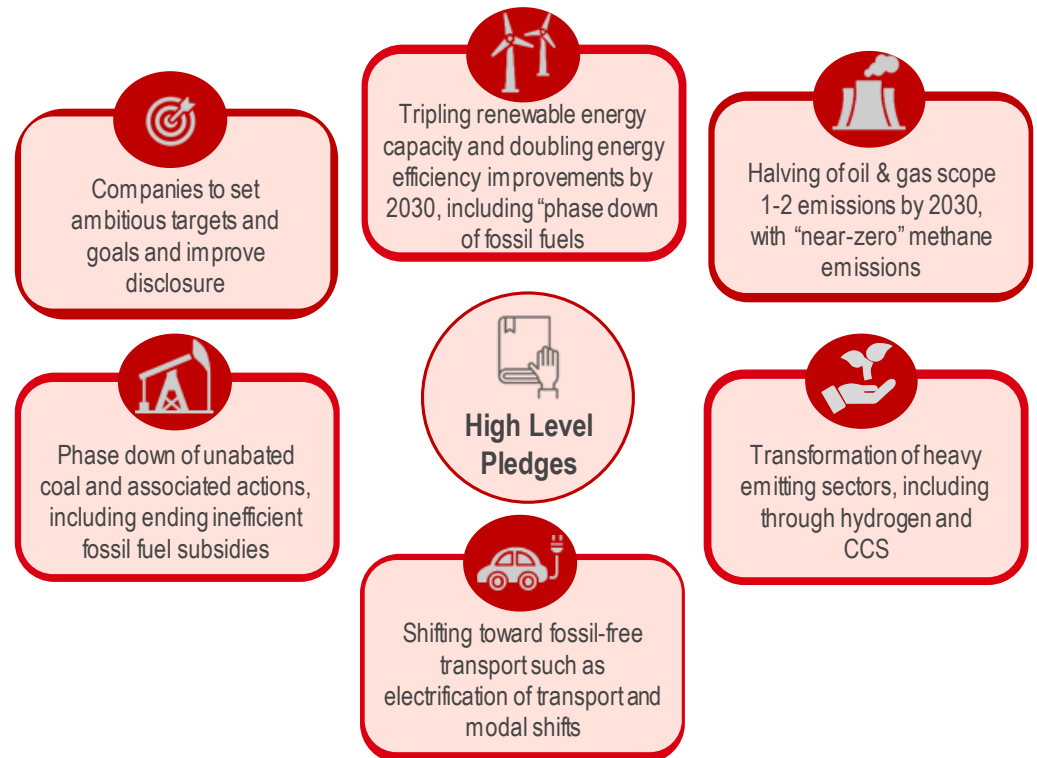 Companies to set
ambitious targets and
goals and improve
disclosure
Tripling renewable energy
capacity and doubling energy
efficiency improvements by
2030, including “phase down
of fossil fuels
Halving of oil & gas scope
1-2 emissions by 2030,
with “near-zero” methane
emissions
High Level
Pledges
Phase down of unabated
coal and associated actions,
including ending inefficient
fossil fuel subsidies
Transformation of heavy
emitting sectors, including
through hydrogen and
CCS
Shifting toward fossil-free
transport such as
electrification of transport and
modal shifts